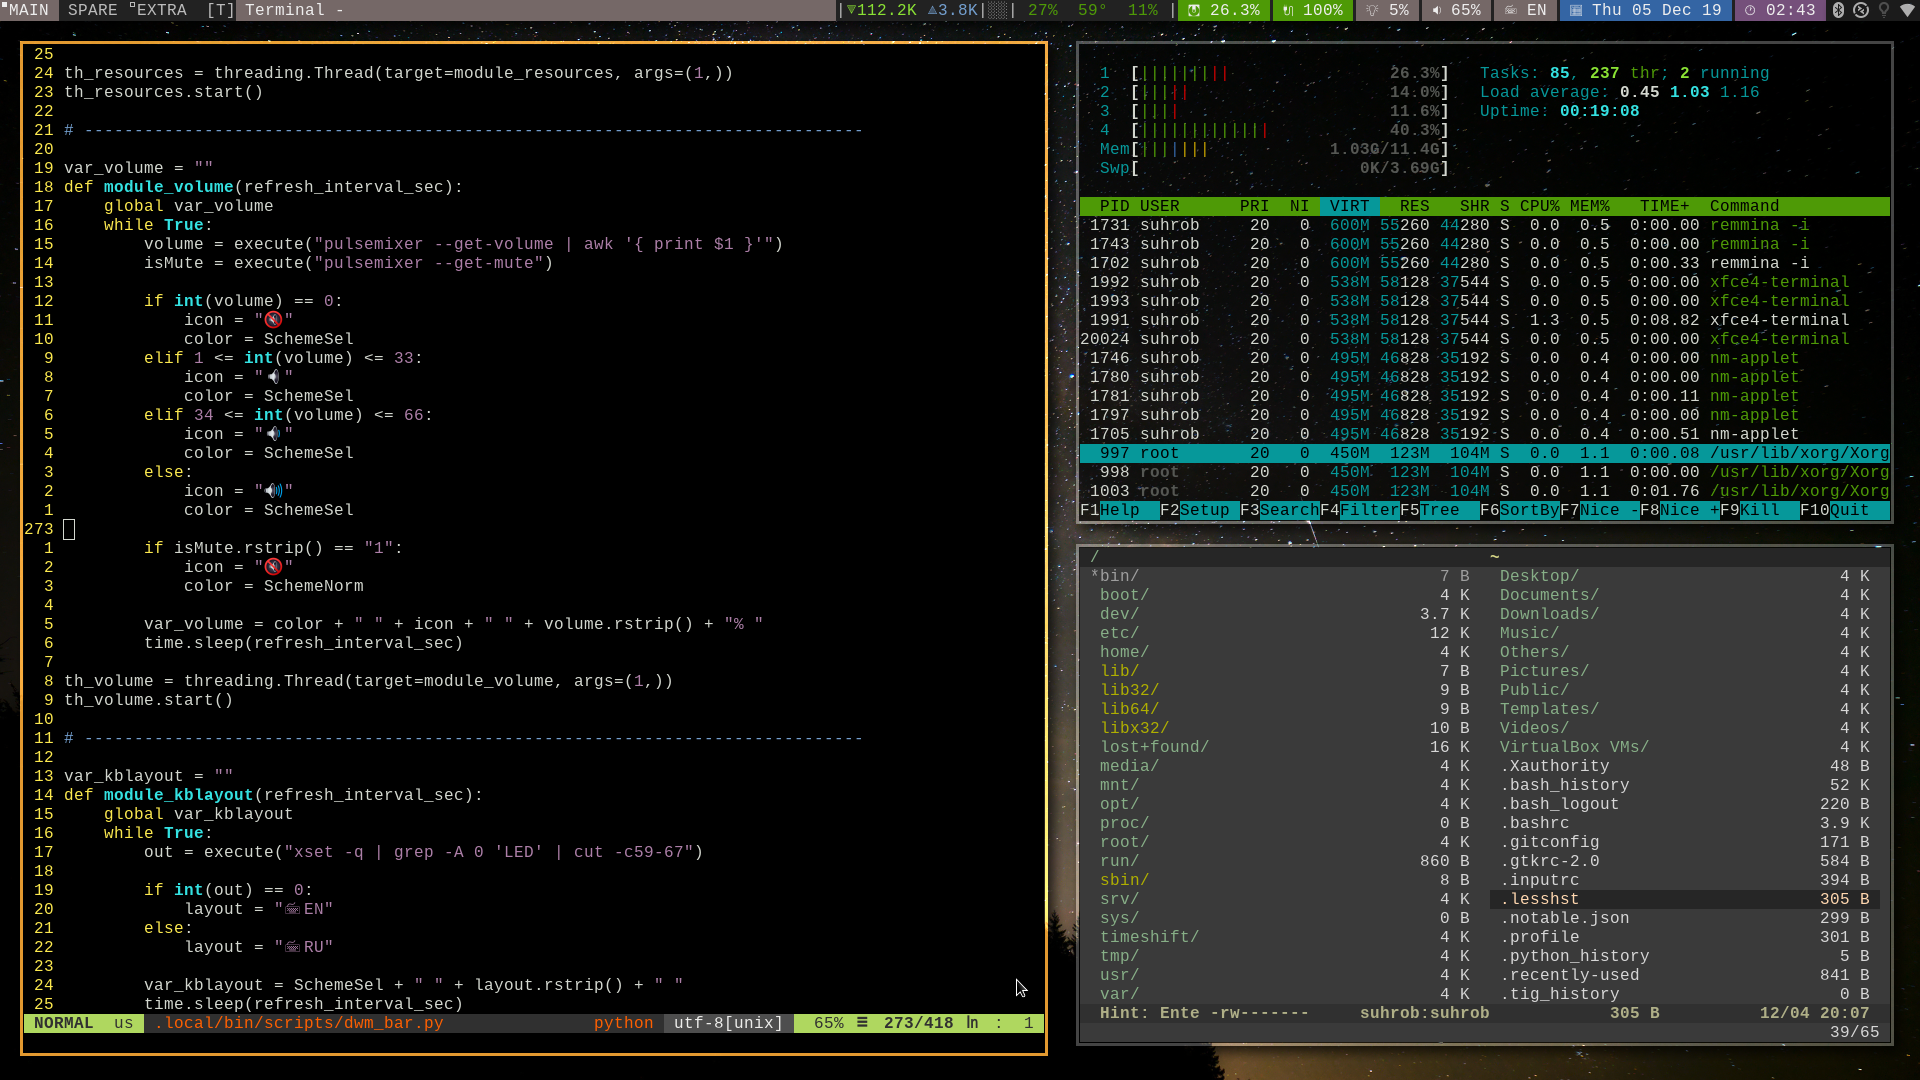 MAIN SPARE EXTRA [T] Terminal - | ▼112.2K ▲3.8K | | 27% 59° 11% | 26.3% 100% 5% 65% EN Thu 05 Dec 19 02:43
25
24 th_resources = threading.Thread(target=module_resources, args=(1,))
23 th_resources.start()
22
21 # ------------------------------------------------------------------------------
20
19 var_volume = ""
18 def module_volume(refresh_interval_sec):
17     global var_volume
16     while True:
15         volume = execute("pulsemixer --get-volume | awk '{ print $1 }'")
14         isMute = execute("pulsemixer --get-mute")
13
12         if int(volume) == 0:
11             icon = "🔇"
10             color = SchemeSel
9         elif 1 <= int(volume) <= 33:
8             icon = "🔈"
7             color = SchemeSel
6         elif 34 <= int(volume) <= 66:
5             icon = "🔉"
4             color = SchemeSel
3         else:
2             icon = "🔊"
1             color = SchemeSel
273
1         if isMute.rstrip() == "1":
2             icon = "🔇"
3             color = SchemeNorm
4
5         var_volume = color + " " + icon + " " + volume.rstrip() + "% "
6         time.sleep(refresh_interval_sec)
7
8 th_volume = threading.Thread(target=module_volume, args=(1,))
9 th_volume.start()
10
11 # ------------------------------------------------------------------------------
12
13 var_kblayout = ""
14 def module_kblayout(refresh_interval_sec):
15     global var_kblayout
16     while True:
17         out = execute("xset -q | grep -A 0 'LED' | cut -c59-67")
18
19         if int(out) == 0:
20             layout = "⌨EN"
21         else:
22             layout = "⌨RU"
23
24         var_kblayout = SchemeSel + " " + layout.rstrip() + " "
25         time.sleep(refresh_interval_sec)
NORMAL us .local/bin/scripts/dwm_bar.py python utf-8[unix] 65% ☰ 273/418 ln : 1
1 [|||||||||26.3%] Tasks: 85, 237 thr; 2 running
2 [|||||14.0%] Load average: 0.45 1.03 1.16
3 [||||11.6%] Uptime: 00:19:08
4 [|||||||||||||40.3%]
Mem[|||||||1.03G/11.4G]
Swp[0K/3.69G]
PID USER PRI NI VIRT RES SHR S CPU% MEM% TIME+ Command
1731 suhrob 20 0 600M 55260 44280 S 0.0 0.5 0:00.00 remmina -i
1743 suhrob 20 0 600M 55260 44280 S 0.0 0.5 0:00.00 remmina -i
1702 suhrob 20 0 600M 55260 44280 S 0.0 0.5 0:00.33 remmina -i
1992 suhrob 20 0 538M 58128 37544 S 0.0 0.5 0:00.00 xfce4-terminal
1993 suhrob 20 0 538M 58128 37544 S 0.0 0.5 0:00.00 xfce4-terminal
1991 suhrob 20 0 538M 58128 37544 S 1.3 0.5 0:08.82 xfce4-terminal
20024 suhrob 20 0 538M 58128 37544 S 0.0 0.5 0:00.00 xfce4-terminal
1746 suhrob 20 0 495M 46828 35192 S 0.0 0.4 0:00.00 nm-applet
1780 suhrob 20 0 495M 46828 35192 S 0.0 0.4 0:00.00 nm-applet
1781 suhrob 20 0 495M 46828 35192 S 0.0 0.4 0:00.11 nm-applet
1797 suhrob 20 0 495M 46828 35192 S 0.0 0.4 0:00.00 nm-applet
1705 suhrob 20 0 495M 46828 35192 S 0.0 0.4 0:00.51 nm-applet
997 root 20 0 450M 123M 104M S 0.0 1.1 0:00.08 /usr/lib/xorg/Xorg
998 root 20 0 450M 123M 104M S 0.0 1.1 0:00.00 /usr/lib/xorg/Xorg
1003 root 20 0 450M 123M 104M S 0.0 1.1 0:01.76 /usr/lib/xorg/Xorg
F1Help F2Setup F3SearchF4FilterF5Tree F6SortByF7Nice -F8Nice +F9Kill F10Quit
/ ~
*bin/ 7 B Desktop/ 4 K
boot/ 4 K Documents/ 4 K
dev/ 3.7 K Downloads/ 4 K
etc/ 12 K Music/ 4 K
home/ 4 K Others/ 4 K
lib/ 7 B Pictures/ 4 K
lib32/ 9 B Public/ 4 K
lib64/ 9 B Templates/ 4 K
libx32/ 10 B Videos/ 4 K
lost+found/ 16 K VirtualBox VMs/ 4 K
media/ 4 K .Xauthority 48 B
mnt/ 4 K .bash_history 52 K
opt/ 4 K .bash_logout 220 B
proc/ 0 B .bashrc 3.9 K
root/ 4 K .gitconfig 171 B
run/ 860 B .gtkrc-2.0 584 B
sbin/ 8 B .inputrc 394 B
srv/ 4 K .lesshst 305 B
sys/ 0 B .notable.json 299 B
timeshift/ 4 K .profile 301 B
tmp/ 4 K .python_history 5 B
usr/ 4 K .recently-used 841 B
var/ 4 K .tig_history 0 B
Hint: Ente -rw------- suhrob:suhrob 305 B 12/04 20:07
39/65